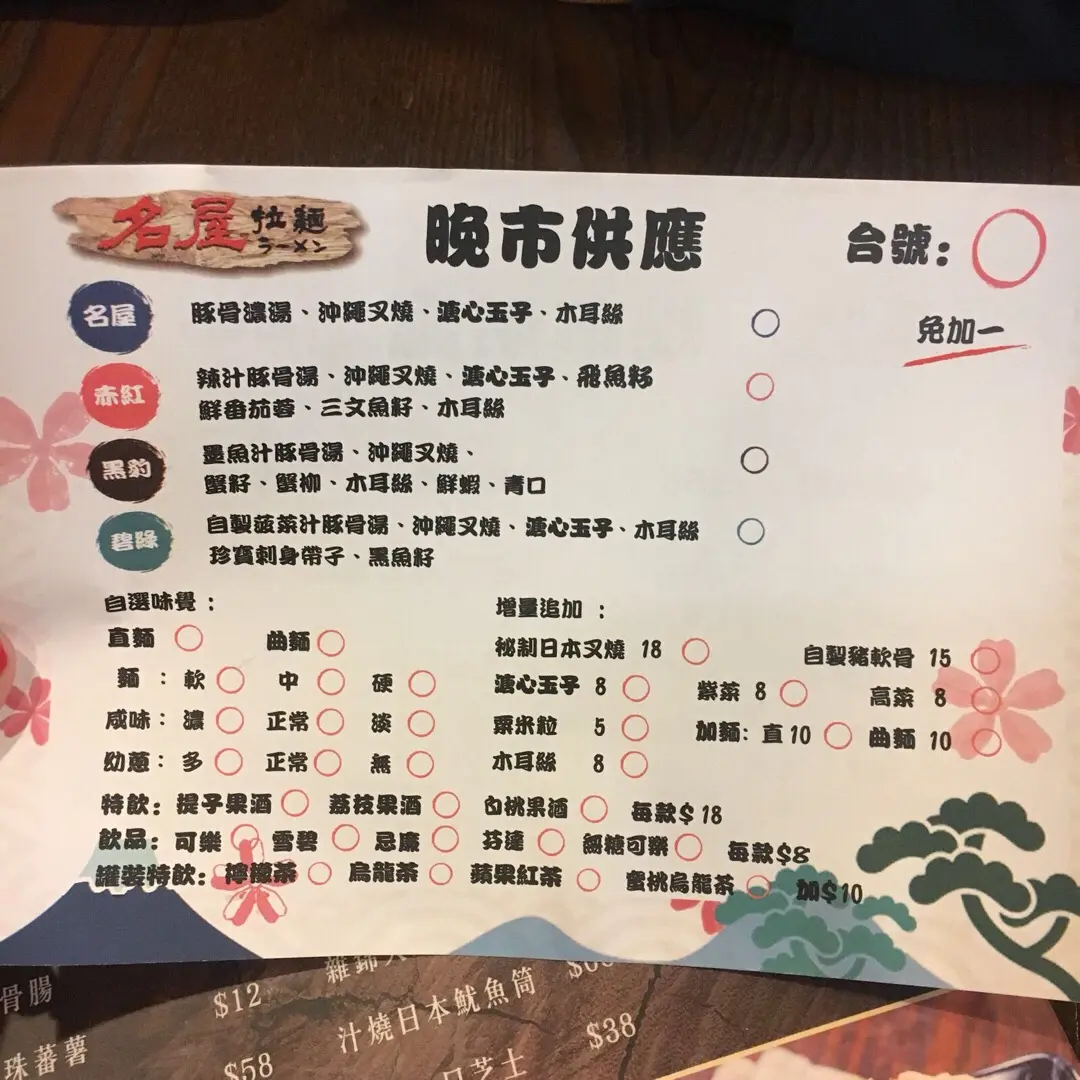 名屋拉麵
ラーメン
晚市供應
台號：
免加一
名屋 豚骨濃湯、沖繩叉燒、溏心玉子、木耳絲
赤紅 辣汁豚骨湯、沖繩叉燒、溏心玉子、飛魚籽
鮮番茄蓉、三文魚籽、木耳絲
黑豹 墨魚汁豚骨湯、沖繩叉燒、
蟹籽、蟹柳、木耳絲、鮮蝦、青口
碧綠 自製菠菜汁豚骨湯、沖繩叉燒、溏心玉子、木耳絲
珍寶刺身帶子、黑魚籽
自選味覺：
直麵 曲麵
麵：軟 中 硬
咸味：濃 正常 淡
幼蔥：多 正常 無
增量追加：
祕制日本叉燒 18 自製豬軟骨 15
溏心玉子 8 紫菜 8 高菜 8
粟米粒 5 加麵：直10 曲麵 10
木耳絲 8
特飲：提子果酒 荔枝果酒 白桃果酒 每款$18
飲品：可樂 雪碧 忌廉 芬達 無糖可樂 每款$8
罐裝特飲：檸檬茶 烏龍茶 蘋果紅茶 蜜桃烏龍茶 加$10
骨腸 $12
汁燒日本魷魚筒
珠蕃薯 $58
芝士 $38